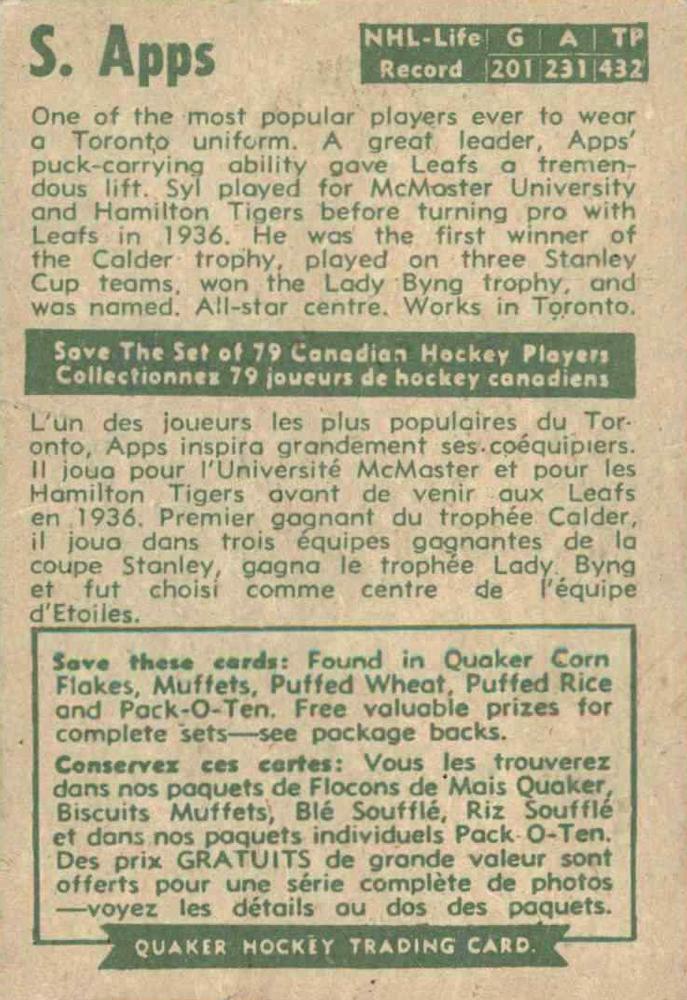 S. Apps
NHL-Life G A TP
Record 201 231 432
One of the most popular players ever to wear
a Toronto uniform. A great leader, Apps'
puck-carrying ability gave Leafs a tremen-
dous lift. Syl played for McMaster University
and Hamilton Tigers before turning pro with
Leafs in 1936. He was the first winner of
the Calder trophy, played on three Stanley
Cup teams, won the Lady Byng trophy, and
was named. All-star centre. Works in Toronto.
Save The Set of 79 Canadian Hockey Players
Collectionnez 79 joueurs de hockey canadiens
L'un des joueurs les plus populaires du Tor-
onto, Apps inspira grandement ses coéquipiers.
Il joua pour l'Université McMaster et pour les
Hamilton Tigers avant de venir aux Leafs
en 1936. Premier gagnant du trophée Calder,
il joua dans trois équipes gagnantes de la
coupe Stanley, gagna le trophée Lady Byng
et fut choisi comme centre de l'équipe
d'Etoiles.
Save these cards: Found in Quaker Corn
Flakes, Muffets, Puffed Wheat, Puffed Rice
and Pack-O-Ten. Free valuable prizes for
complete sets—see package backs.
Conservez ces cartes: Vous les trouverez
dans nos paquets de Flocons de Mais Quaker,
Biscuits Muffets, Blé Soufflé, Riz Soufflé
et dans nos paquets individuels Pack-O-Ten.
Des prix GRATUITS de grande valeur sont
offerts pour une série complète de photos
—voyez les détails au dos des paquets.
QUAKER HOCKEY TRADING CARD.